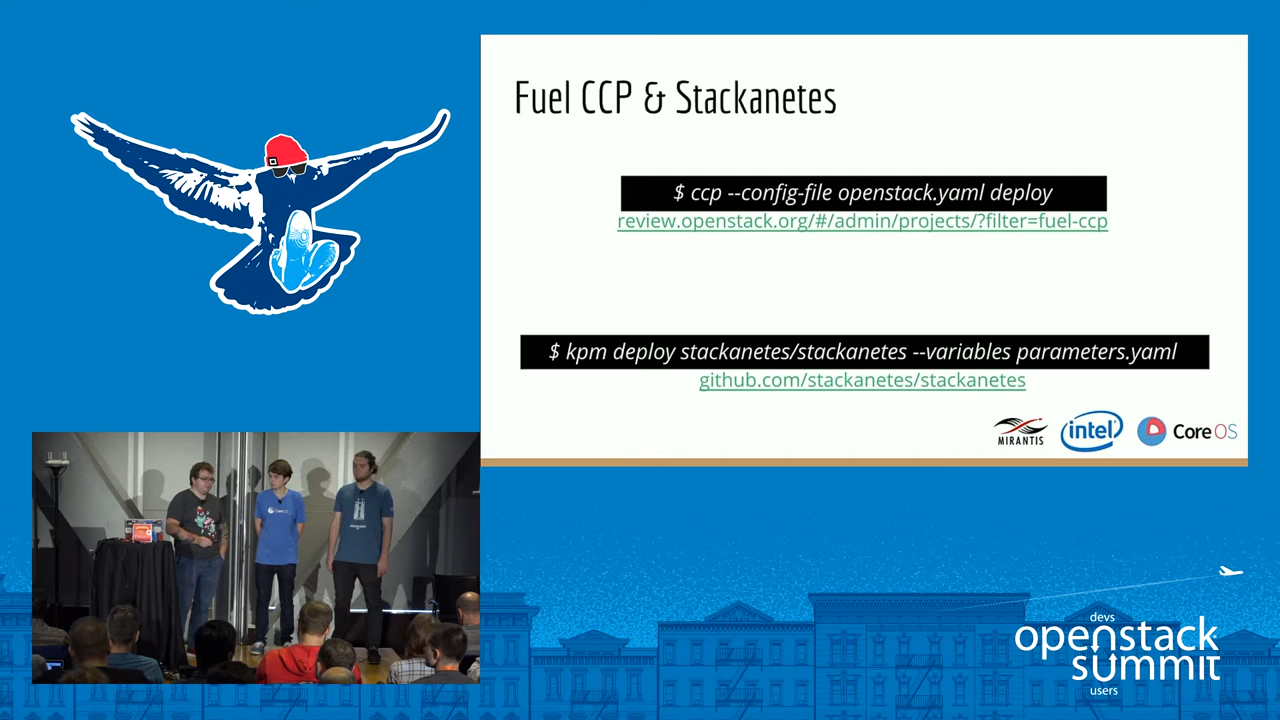 Fuel CCP & Stackanetes
$ ccp --config-file openstack.yaml deploy
review.openstack.org/#/admin/projects/?filter=fuel-ccp
$ kpm deploy stackanetes/stackanetes --variables parameters.yaml
github.com/stackanetes/stackanetes
MIRANTIS
intel
CoreOS
devs
openstack
summit
users